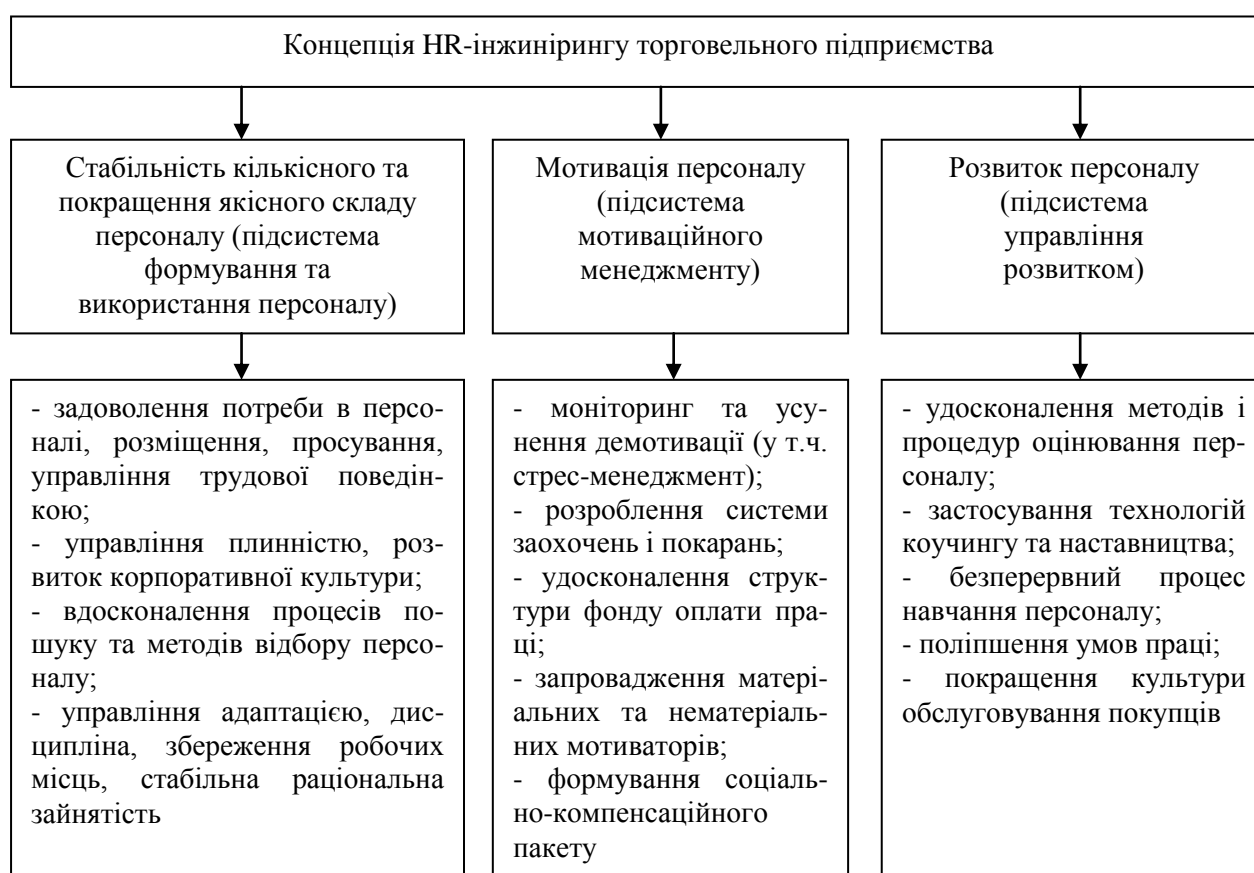 Концепція HR-інжинірингу торговельного підприємства
Стабільність кількісного та
покращення якісного складу
персоналу (підсистема
формування та
використання персоналу)
Мотивація персоналу
(підсистема
мотиваційного
менеджменту)
Розвиток персоналу
(підсистема
управління
розвитком)
- задоволення потреби в персо-
налі, розміщення, просування,
управління трудової поведін-
кою;
- управління плинністю, роз-
виток корпоративної культури;
- вдосконалення процесів по-
шуку та методів відбору персо-
налу;
- управління адаптацією, дис-
ципліна, збереження робочих
місць, стабільна раціональна
зайнятість
- моніторинг та усу-
нення демотивації (у т.ч.
стрес-менеджмент);
- розроблення системи
заохочень і покарань;
- удосконалення струк-
тури фонду оплати пра-
ці;
- запровадження матері-
альних та нематеріаль-
них мотиваторів;
- формування соціаль-
но-компенсаційного
пакету
- удосконалення методів і
процедур оцінювання пер-
соналу;
- застосування технологій
коучингу та наставництва;
- безперервний процес
навчання персоналу;
- поліпшення умов праці;
- покращення культури
обслуговування покупців